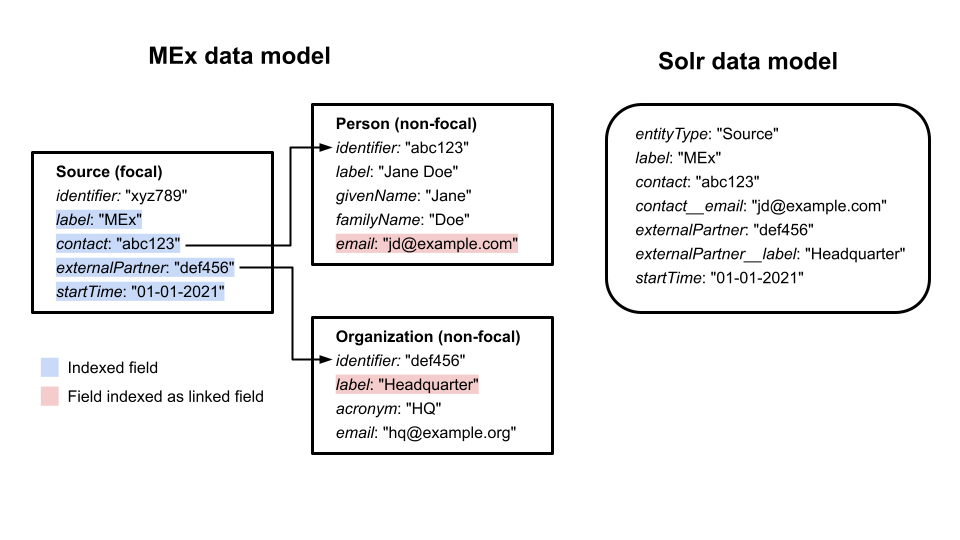 MEx data model
Source (focal)
identifier: "xyz789"
label: "MEx"
contact: "abc123"
externalPartner: "def456"
startTime: "01-01-2021"
Person (non-focal)
identifier: "abc123"
label: "Jane Doe"
givenName: "Jane"
familyName: "Doe"
email: "jd@example.com"
Organization (non-focal)
identifier: "def456"
label: "Headquarter"
acronym: "HQ"
email: "hq@example.org"
Indexed field
Field indexed as linked field
Solr data model
entityType: "Source"
label: "MEx"
contact: "abc123"
contact__email: "jd@example.com"
externalPartner: "def456"
externalPartner__label: "Headquarter"
startTime: "01-01-2021"